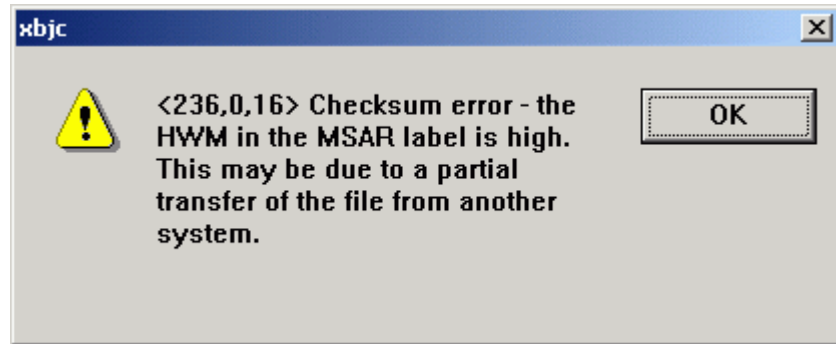 xbjc
<236,0,16> Checksum error - the
HWM in the MSAR label is high.
This may be due to a partial
transfer of the file from another
system.
OK